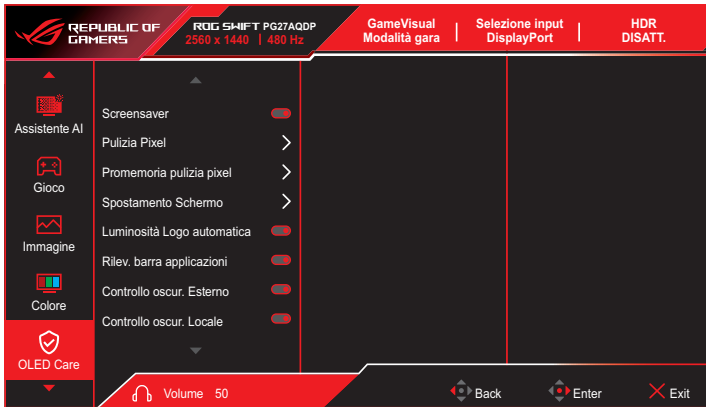 REPUBLIC OF
GAMERS
ROG SWIFT PG27AQDP
2560 x 1440 | 480 Hz
GameVisual
Modalità gara
Selezione input
DisplayPort
HDR
DISATT.
Assistente AI
Gioco
Immagine
Colore
OLED Care
Screensaver
Pulizia Pixel
Promemoria pulizia pixel
Spostamento Schermo
Luminosità Logo automatica
Rilev. barra applicazioni
Controllo oscur. Esterno
Controllo oscur. Locale
Volume 50
Back
Enter
Exit